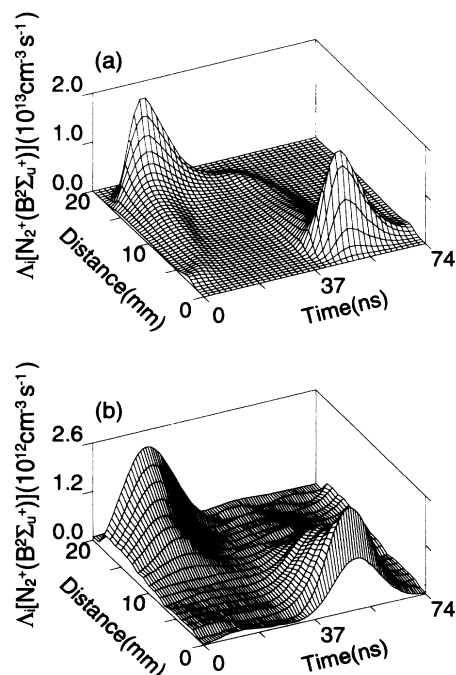 (a)
Λi[N2+(B2Σu+)](10^13cm-3s-1)
2.0
1.0
0.0
20
10
0
Distance(mm)
0
37
74
Time(ns)
(b)
Λi[N2+(B2Σu+)](10^12cm-3s-1)
2.6
1.2
0.0
20
10
0
Distance(mm)
0
37
74
Time(ns)